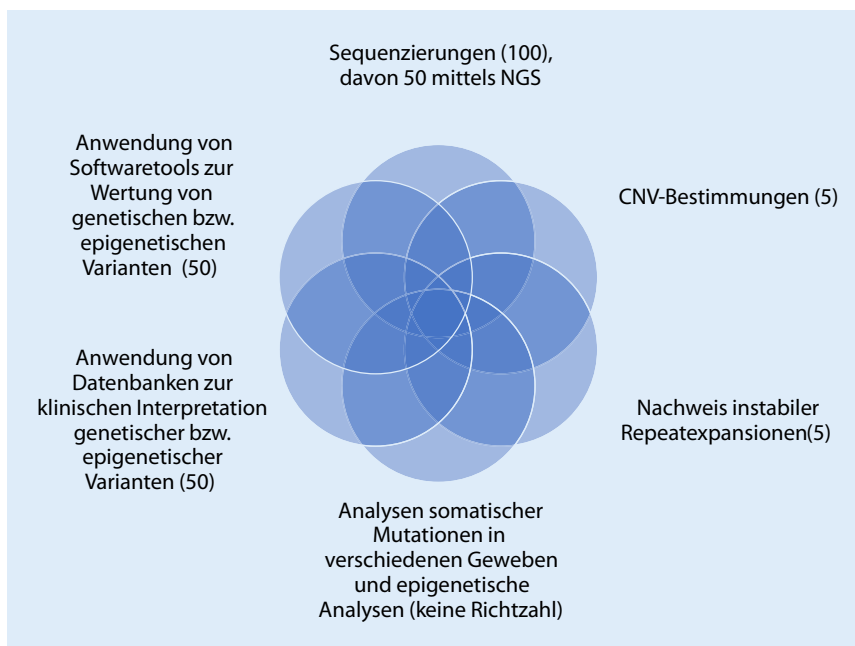 Sequenzierungen (100),
davon 50 mittels NGS
Anwendung von
Softwaretools zur
Wertung von
genetischen bzw.
epigenetischen
Varianten (50)
CNV-Bestimmungen (5)
Anwendung von
Datenbanken zur
klinischen Interpretation
genetischer bzw.
epigenetischer
Varianten (50)
Nachweis instabiler
Repeatexpansionen(5)
Analysen somatischer
Mutationen in
verschiedenen Geweben
und epigenetische
Analysen (keine Richtzahl)